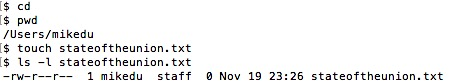 $ cd
$ pwd
/Users/mikedu
$ touch stateoftheunion.txt
$ ls -l stateoftheunion.txt
-rw-r--r--  1 mikedu  staff  0 Nov 19 23:26 stateoftheunion.txt